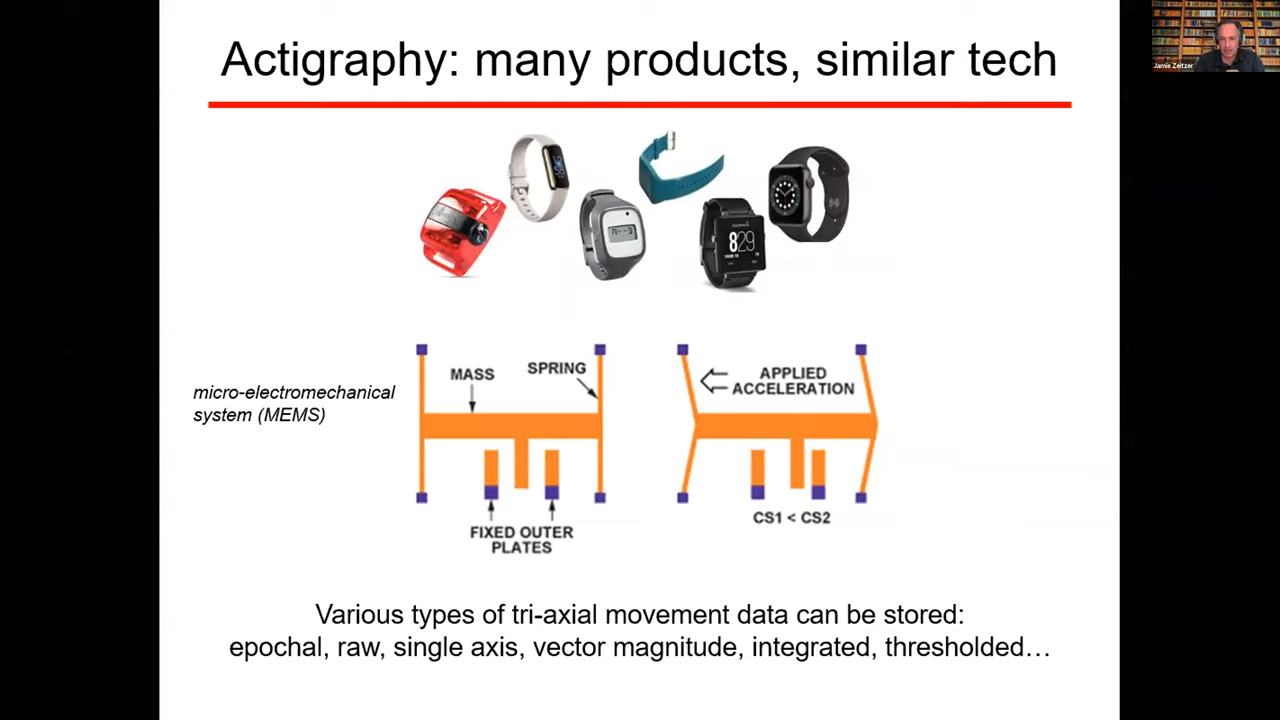 Actigraphy: many products, similar tech
Jamie Zeitzer
829
micro-electromechanical
system (MEMS)
MASS
SPRING
FIXED OUTER
PLATES
APPLIED
ACCELERATION
CS1 < CS2
Various types of tri-axial movement data can be stored:
epochal, raw, single axis, vector magnitude, integrated, thresholded…